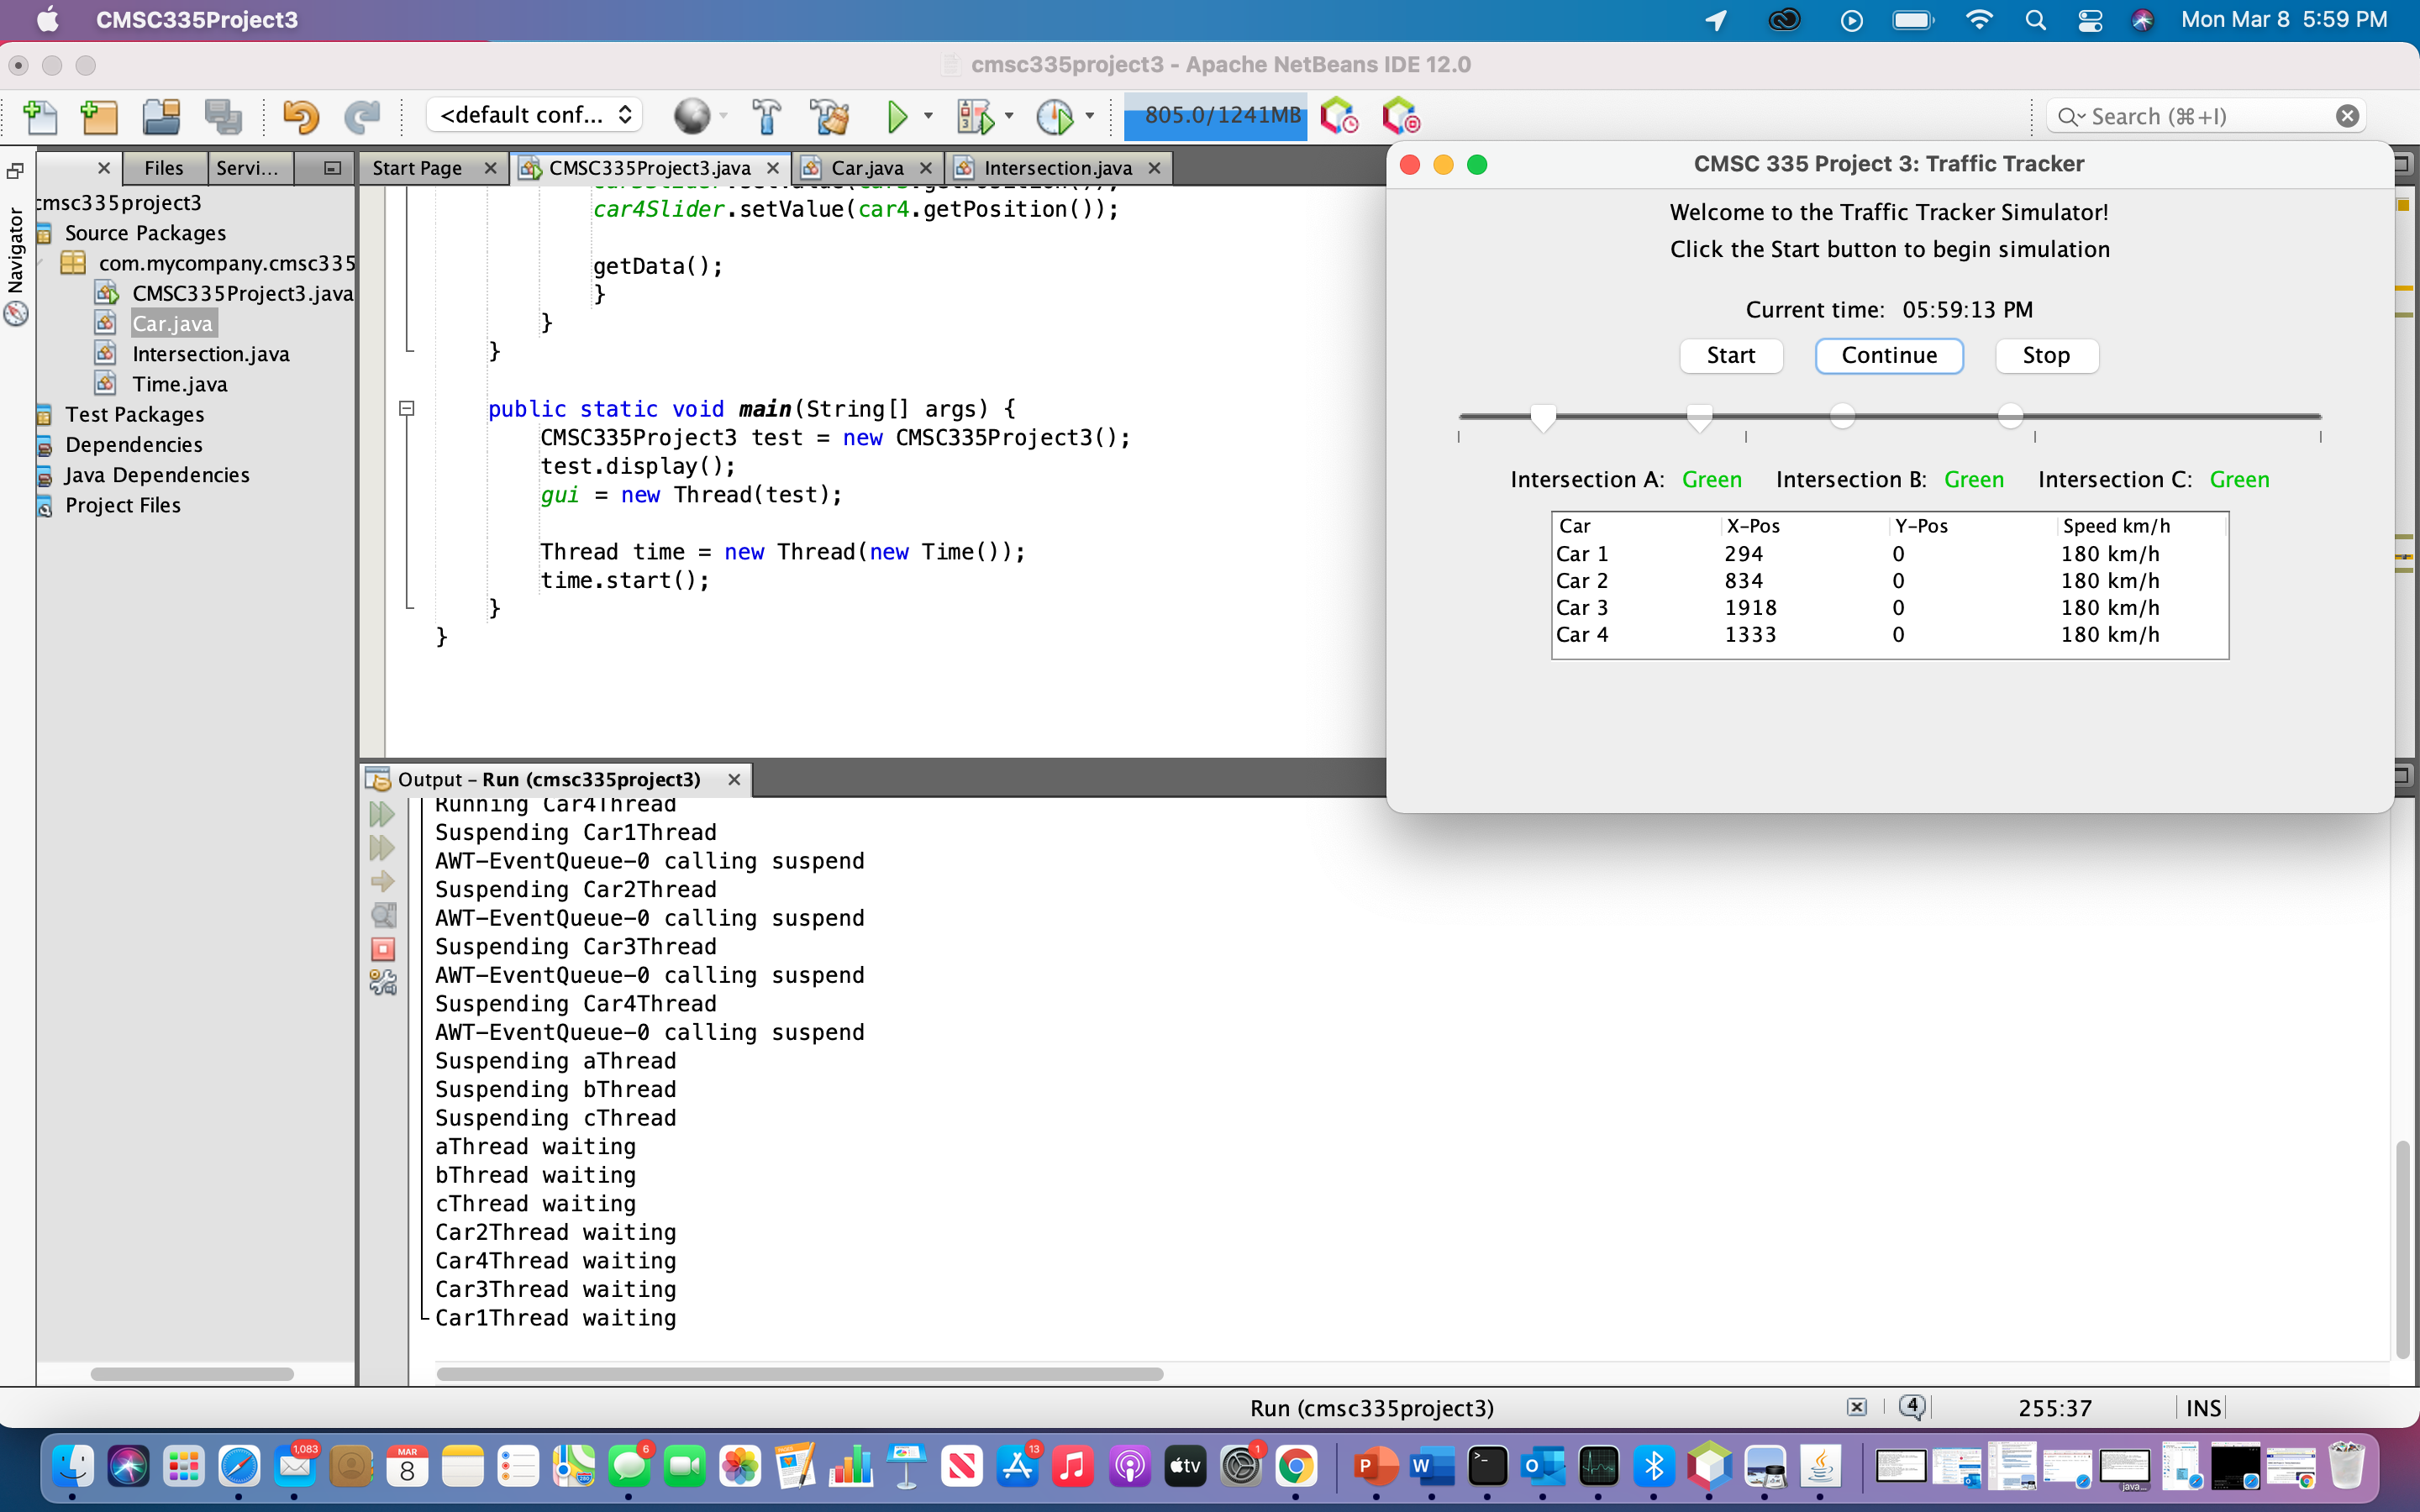 CMSC335Project3
Mon Mar 8 5:59 PM
cmsc335project3 - Apache NetBeans IDE 12.0
<default conf...
805.0/1241MB
Search (⌘+I)
Files
Servi...
Start Page
CMSC335Project3.java
Car.java
Intersection.java
Navigator
cmsc335project3
Source Packages
com.mycompany.cmsc335
CMSC335Project3.java
Car.java
Intersection.java
Time.java
Test Packages
Dependencies
Java Dependencies
Project Files
car4Slider.setValue(car4.getPosition());
getData();
}
}
}
public static void main(String[] args) {
CMSC335Project3 test = new CMSC335Project3();
test.display();
gui = new Thread(test);
Thread time = new Thread(new Time());
time.start();
}
}
CMSC 335 Project 3: Traffic Tracker
Welcome to the Traffic Tracker Simulator!
Click the Start button to begin simulation
Current time: 05:59:13 PM
Start Continue Stop
Intersection A: Green Intersection B: Green Intersection C: Green
Car X-Pos Y-Pos Speed km/h
Car 1 294 0 180 km/h
Car 2 834 0 180 km/h
Car 3 1918 0 180 km/h
Car 4 1333 0 180 km/h
Output – Run (cmsc335project3)
Running Car4Thread
Suspending Car1Thread
AWT-EventQueue-0 calling suspend
Suspending Car2Thread
AWT-EventQueue-0 calling suspend
Suspending Car3Thread
AWT-EventQueue-0 calling suspend
Suspending Car4Thread
AWT-EventQueue-0 calling suspend
Suspending aThread
Suspending bThread
Suspending cThread
aThread waiting
bThread waiting
cThread waiting
Car2Thread waiting
Car4Thread waiting
Car3Thread waiting
Car1Thread waiting
Run (cmsc335project3)
4
255:37
INS
1,083
MAR
8
6
13
tv
1
P
W